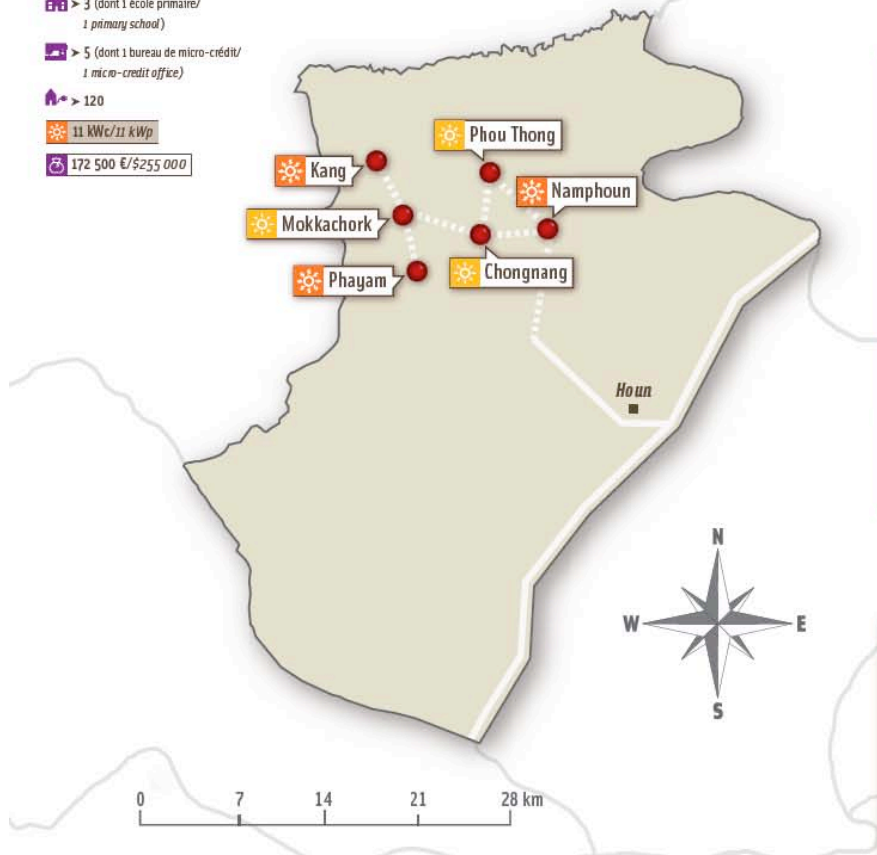 > 3 (dont 1 école primaire/
1 primary school)
> 5 (dont 1 bureau de micro-crédit/
1 micro-credit office)
> 120
11 kWc/11 kWp
172 500 €/$255 000
Phou Thong
Kang
Namphoun
Mokkachork
Chongnang
Phayam
Houn
N
W
E
S
0 7 14 21 28 km